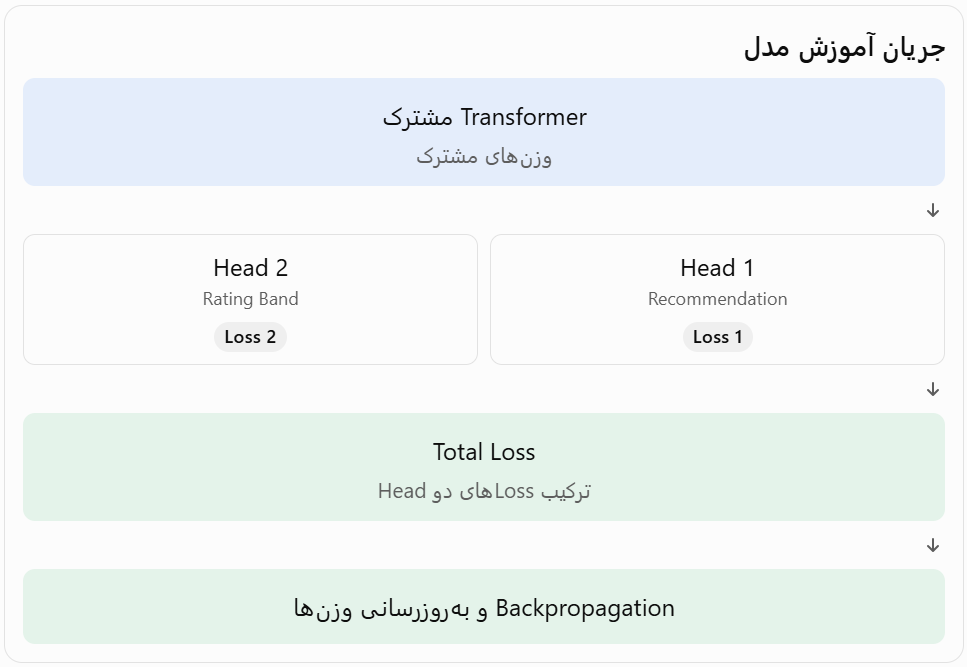 جریان آموزش مدل
Transformer مشترک
وزن‌های مشترک
↓
Head 1
Recommendation
Loss 1
Head 2
Rating Band
Loss 2
↓
Total Loss
ترکیب Lossهای دو Head
↓
Backpropagation و به‌روزرسانی وزن‌ها